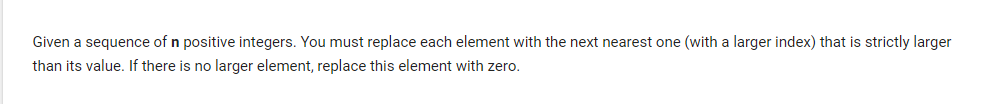 Given a sequence of n positive integers. You must replace each element with the next nearest one (with a larger index) that is strictly larger
than its value. If there is no larger element, replace this element with zero.